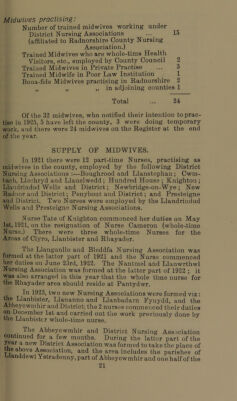 Midwives practising:
Number of trained midwives working under
District Nursing Associations 15
(affiliated to Radnorshire County Nursing
Association.)
Trained Midwives who are whole-time Health
Visitors, etc., employed by County Council 2
Trained Midwives in Private Practise ... 3
Trained Midwife in Poor Law Institution 1
Bona-fide Midwives practising in Radnorshire 2
" " " in adjoining counties 1
Total ... 24
Of the 32 midwives, who notified their intention to prac-
tise in 1925, 5 have left the county, 3 were doing temporary
work, and there were 24 midwives on the Register at the end
of the year.
SUPPLY OF MIDWIVES.
In 1921 there were 12 part-time Nurses, practising as
midwives in the county, employed by the following District
Nursing Associations:—Boughrood and Llanstephan; Cwm-
bach, Llechryd and Llanelwedd; Hundred House; Knighton;
Llandrindod Wells and District; Newbridge-on-Wye; New
Radnor and District; Penybont and District; and Presteigne
and District. Two Nurses were employed by the Llandrindod
Wells and Presteign Nursing Associations.
Nurse Tate of Knighton commenced her duties on May
1st, 1921, on the resignation of Nurse Cameron (whole-time
Nurse.) There were three whole-time Nurses for the
Areas of Gyro, Llanbister and Rhayader.
The Llangunllo and Bleddfa Nursing Association was
formed at the latter part of 1921 and the Nurse commenced
her duties on June 23rd, 1922. The Nantmel and Llanwrthwl
Nursing Association was formed at the latter part of 1922; it
was also arranged in this year that the whole time nurse for
the Rhayader area should reside at Pantydwr.
In 1923, two new Nursing Associations were formed viz:
the Llanbister, Llananno and Llanbadarn Fynydd, and the
Abbeycwmhir and District; the 2 nurses commenced their duties
on December 1st and carried out the work previously done by
the Llanbister whole-time nurse.
The Abbeycwmhir and District Nursing Association
continued for a few months. During the latter part of the
year a new District Association was formed to take the place of
the above Association, and the area includes the parishes of
Llanddewi Ystradenny, part of Abbeycwmhir and one half of the
21